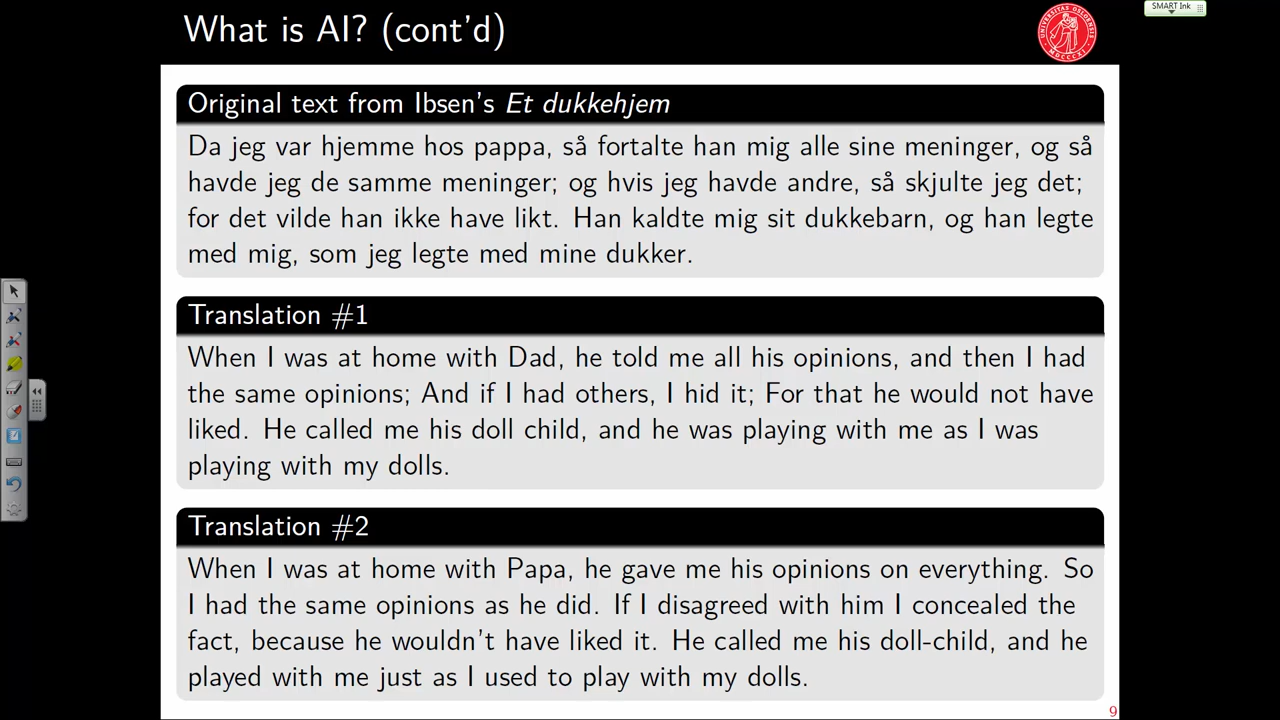 What is AI? (cont'd)
UNIVERSITAS OSLOENSIS
MDCCCXI
SMART Ink
Original text from Ibsen's Et dukkehjem
Da jeg var hjemme hos pappa, så fortalte han mig alle sine meninger, og så
havde jeg de samme meninger; og hvis jeg havde andre, så skjulte jeg det;
for det vilde han ikke have likt. Han kaldte mig sit dukkebarn, og han legte
med mig, som jeg legte med mine dukker.
Translation #1
When I was at home with Dad, he told me all his opinions, and then I had
the same opinions; And if I had others, I hid it; For that he would not have
liked. He called me his doll child, and he was playing with me as I was
playing with my dolls.
Translation #2
When I was at home with Papa, he gave me his opinions on everything. So
I had the same opinions as he did. If I disagreed with him I concealed the
fact, because he wouldn't have liked it. He called me his doll-child, and he
played with me just as I used to play with my dolls.
9